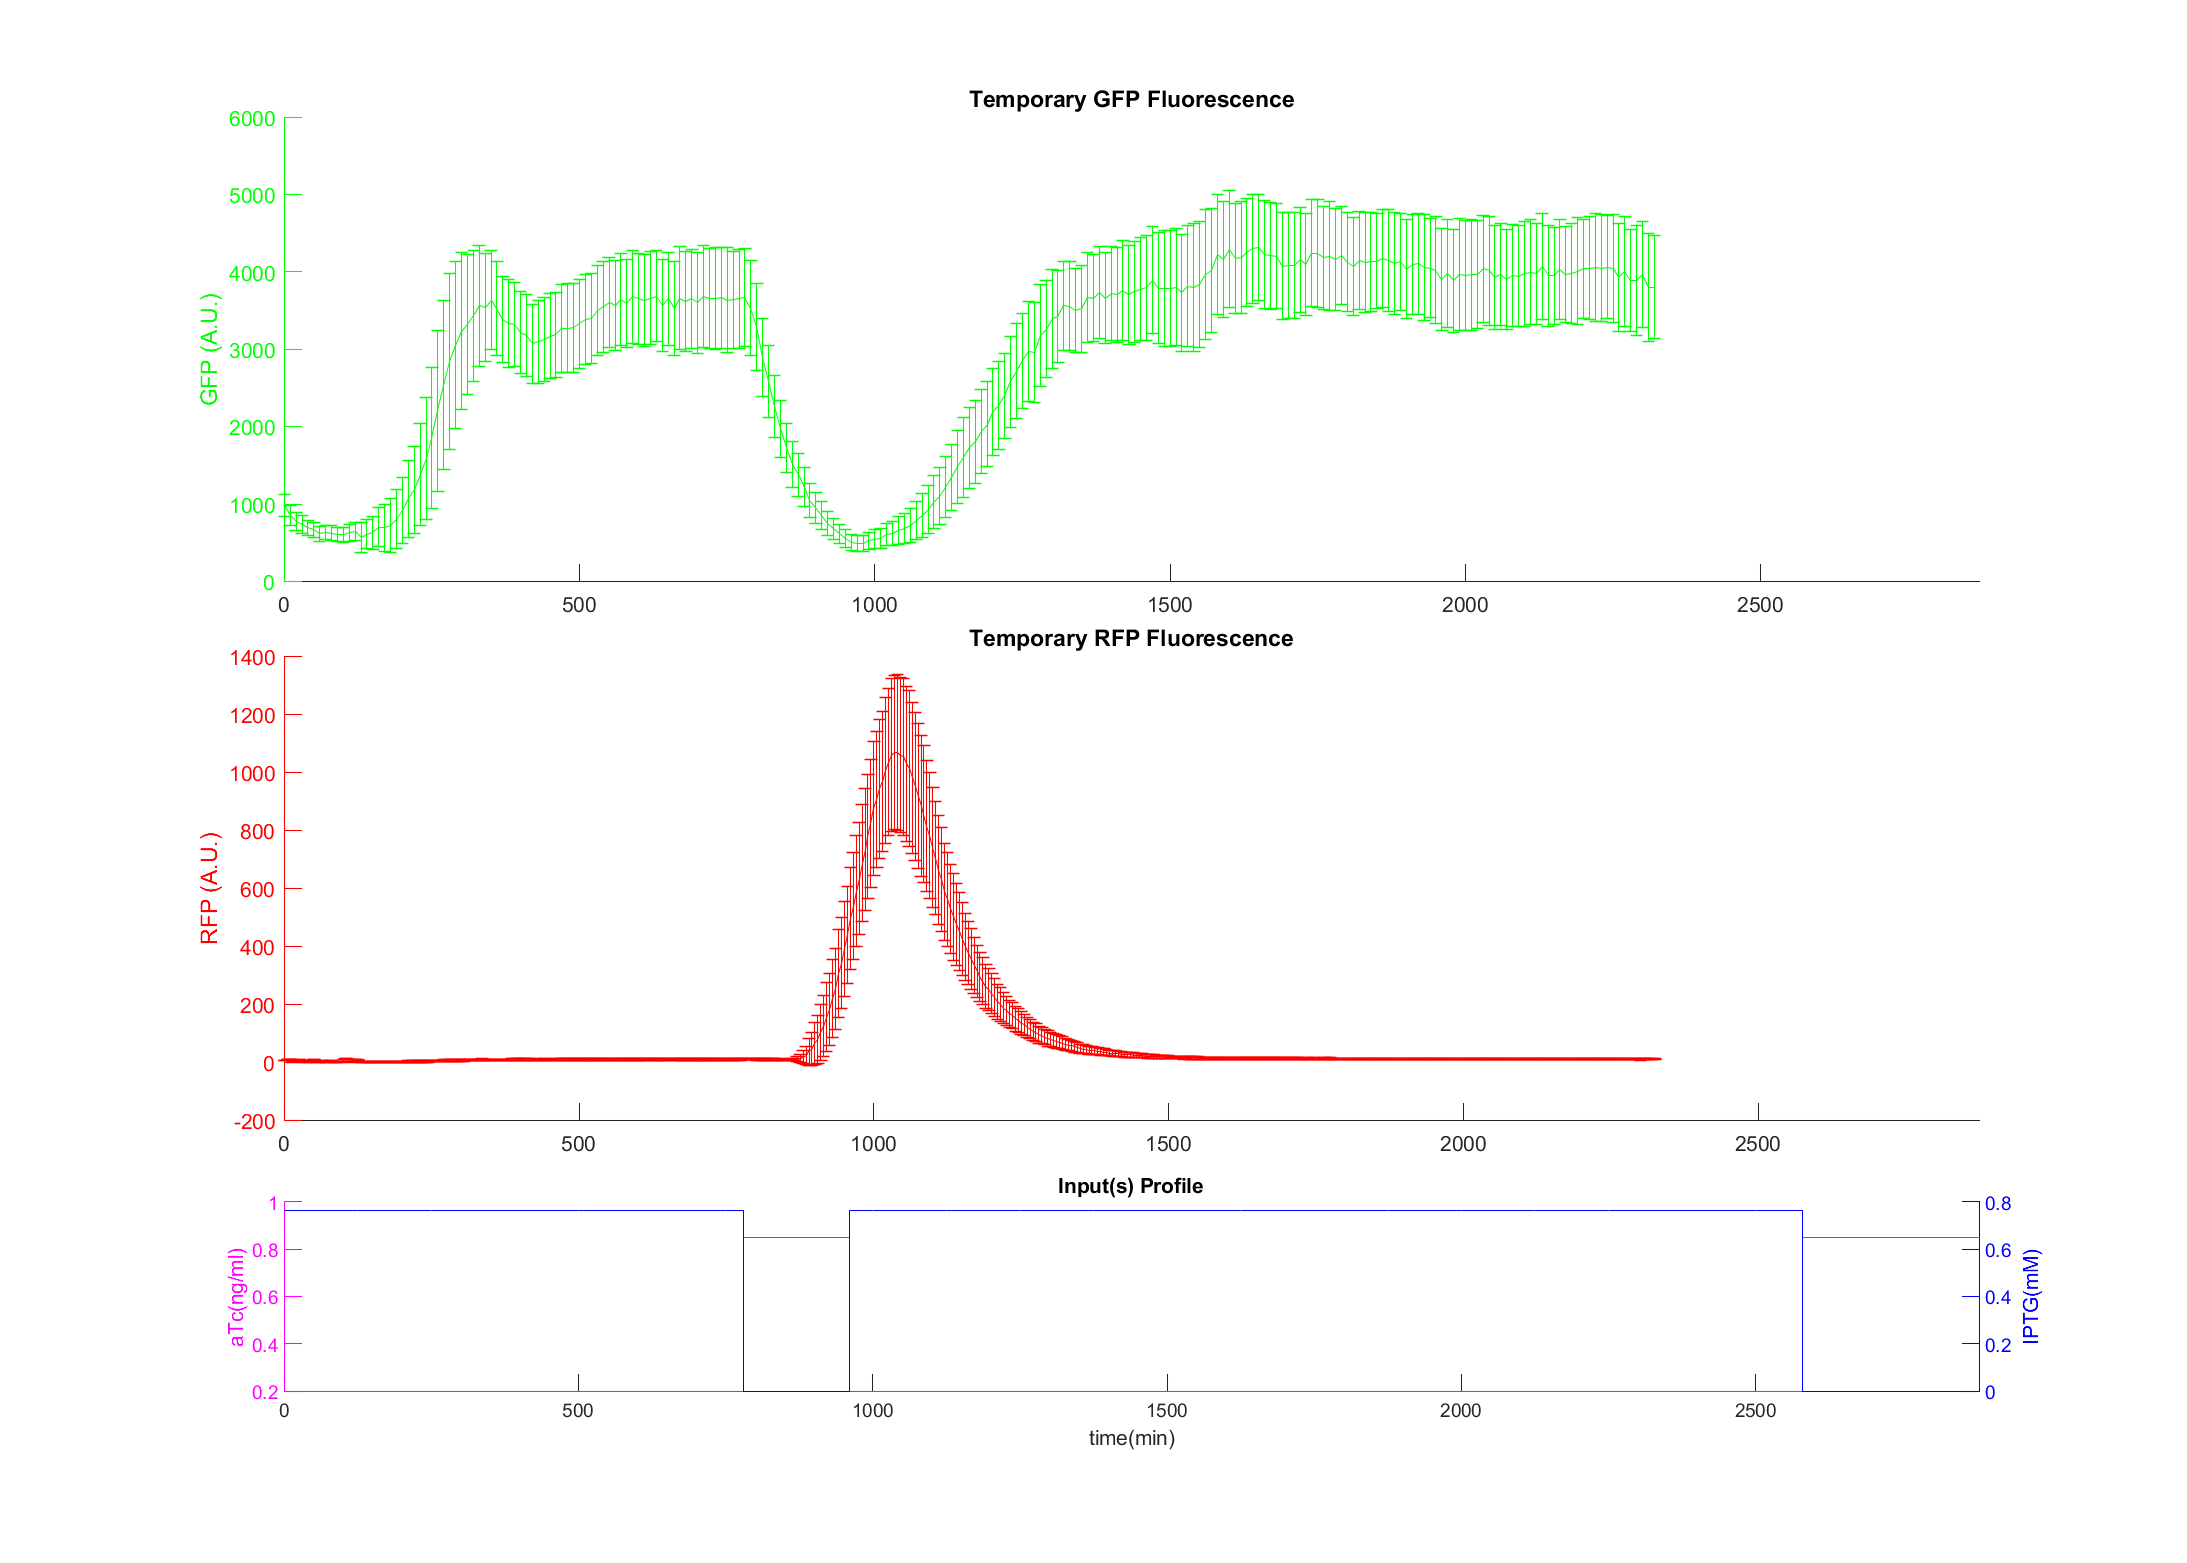 Temporary GFP Fluorescence
6000
5000
4000
3000
2000
1000
0
GFP (A.U.)
0 500 1000 1500 2000 2500
Temporary RFP Fluorescence
1400
1200
1000
800
600
400
200
0
-200
RFP (A.U.)
0 500 1000 1500 2000 2500
Input(s) Profile
1
0.8
0.6
0.4
0.2
aTc(ng/ml)
0.8
0.6
0.4
0.2
0
IPTG(mM)
0 500 1000 1500 2000 2500
time(min)